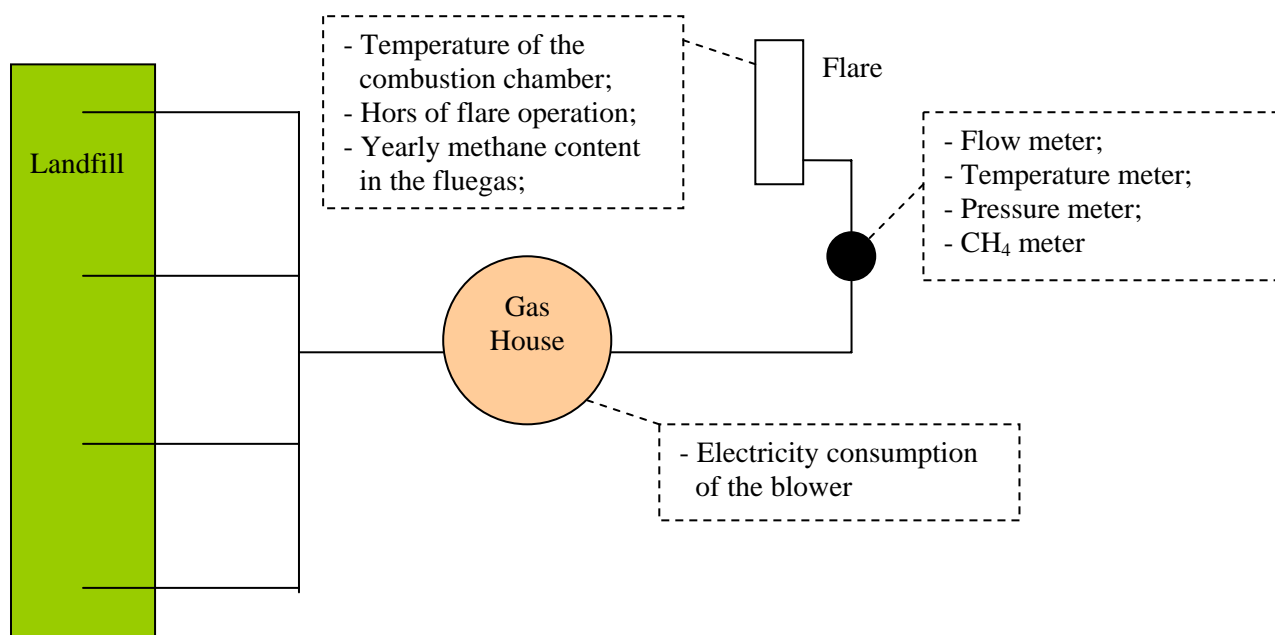 - Temperature of the
combustion chamber;
- Hors of flare operation;
- Yearly methane content
in the fluegas;
Flare
Landfill
- Flow meter;
- Temperature meter;
- Pressure meter;
- CH₄ meter
Gas
House
- Electricity consumption
of the blower